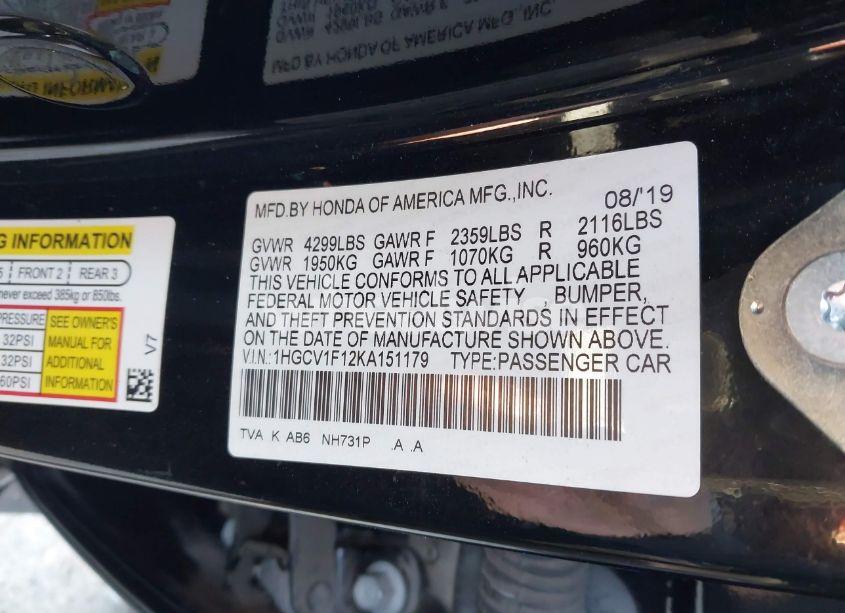 MFD.BY HONDA OF AMERICA MFG.,INC. 08/'19
GVWR 4299LBS GAWR F 2359LBS R 2116LBS
GVWR 1950KG GAWR F 1070KG R 960KG
THIS VEHICLE CONFORMS TO ALL APPLICABLE
FEDERAL MOTOR VEHICLE SAFETY , BUMPER,
AND THEFT PREVENTION STANDARDS IN EFFECT
ON THE DATE OF MANUFACTURE SHOWN ABOVE.
V.I.N.:1HGCV1F12KA151179 TYPE:PASSENGER CAR
TVA K AB6 NH731P .A .A
G INFORMATION
5 FRONT 2 REAR 3
never exceed 385kg or 850lbs.
PRESSURE
32PSI
32PSI
60PSI
SEE OWNER'S
MANUAL FOR
ADDITIONAL
INFORMATION
V7